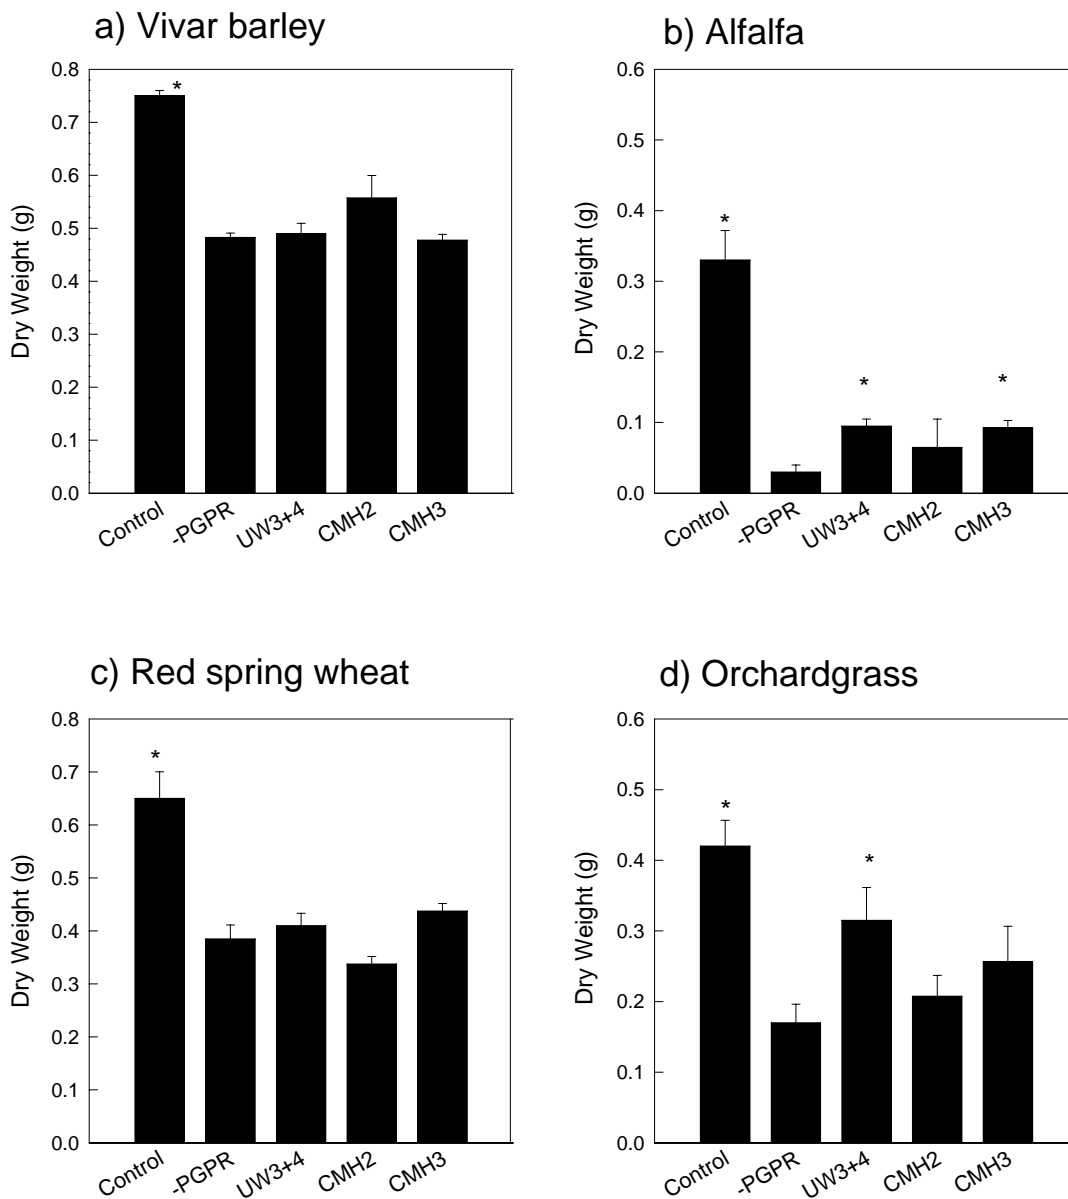 a) Vivar barley
0.8
0.7
0.6
0.5
0.4
0.3
0.2
0.1
0.0
Dry Weight (g)
*
Control
-PGPR
UW3+4
CMH2
CMH3
b) Alfalfa
0.6
0.5
0.4
0.3
0.2
0.1
0.0
Dry Weight (g)
*
*
*
Control
-PGPR
UW3+4
CMH2
CMH3
c) Red spring wheat
0.8
0.7
0.6
0.5
0.4
0.3
0.2
0.1
0.0
Dry Weight (g)
*
Control
-PGPR
UW3+4
CMH2
CMH3
d) Orchardgrass
0.6
0.5
0.4
0.3
0.2
0.1
0.0
Dry Weight (g)
*
*
Control
-PGPR
UW3+4
CMH2
CMH3